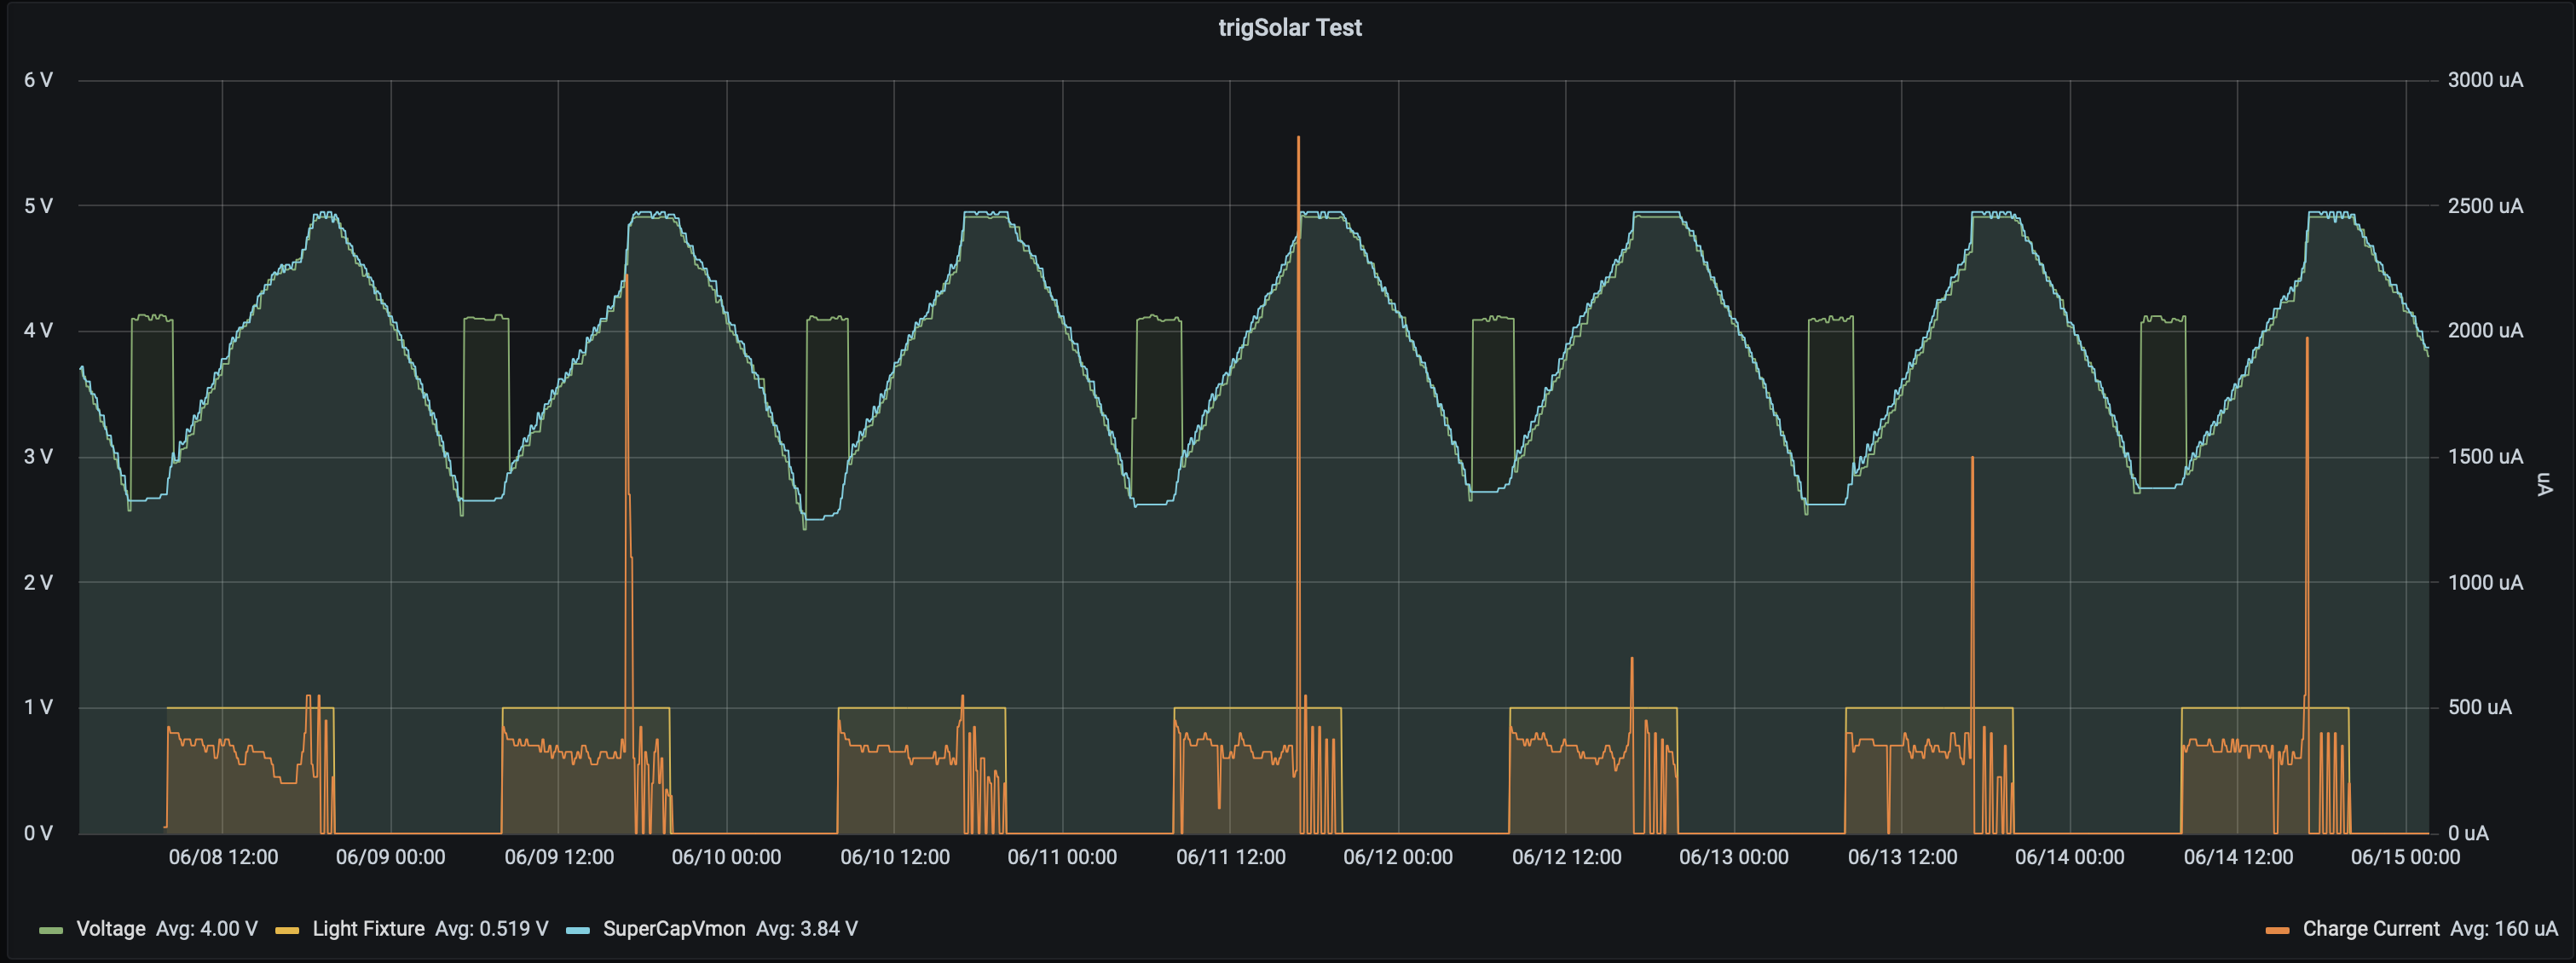 trigSolar Test
6 V
5 V
4 V
3 V
2 V
1 V
0 V
3000 uA
2500 uA
2000 uA
1500 uA
1000 uA
500 uA
0 uA
uA
06/08 12:00 06/09 00:00 06/09 12:00 06/10 00:00 06/10 12:00 06/11 00:00 06/11 12:00 06/12 00:00 06/12 12:00 06/13 00:00 06/13 12:00 06/14 00:00 06/14 12:00 06/15 00:00
Voltage Avg: 4.00 V Light Fixture Avg: 0.519 V SuperCapVmon Avg: 3.84 V Charge Current Avg: 160 uA